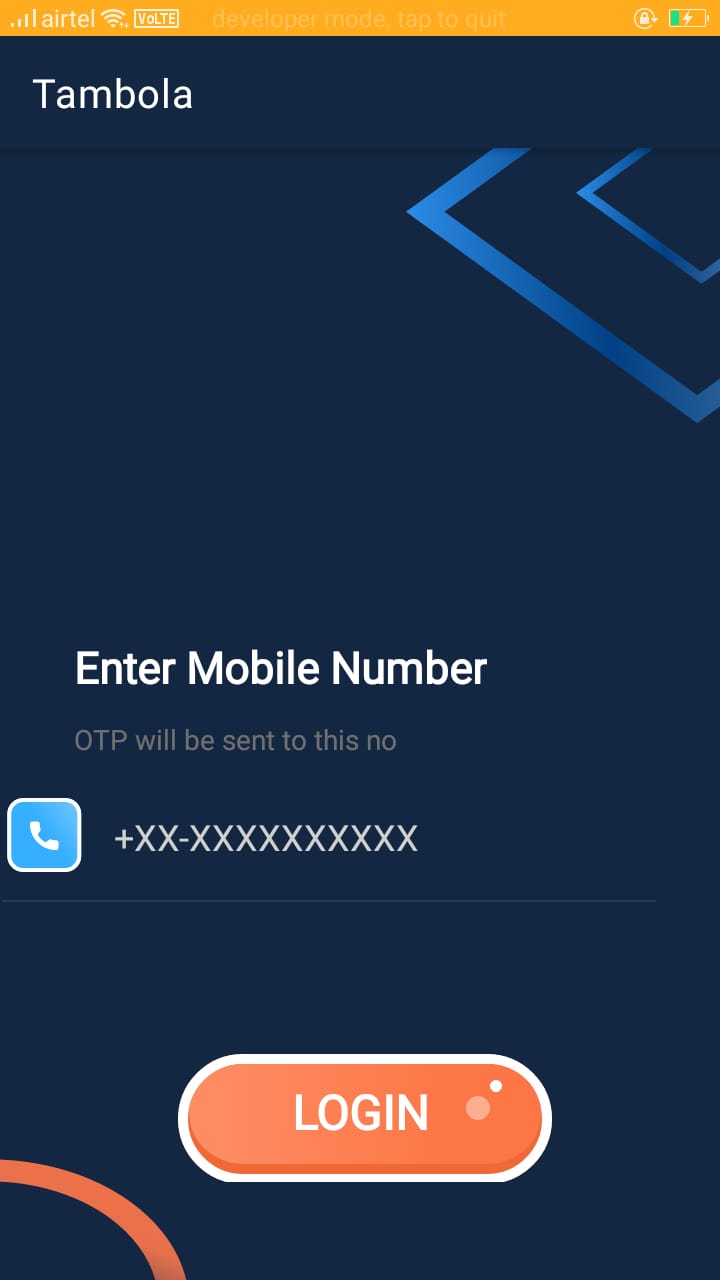 airtel VoLTE developer mode, tap to quit
Tambola
Enter Mobile Number
OTP will be sent to this no
+XX-XXXXXXXXXX
LOGIN